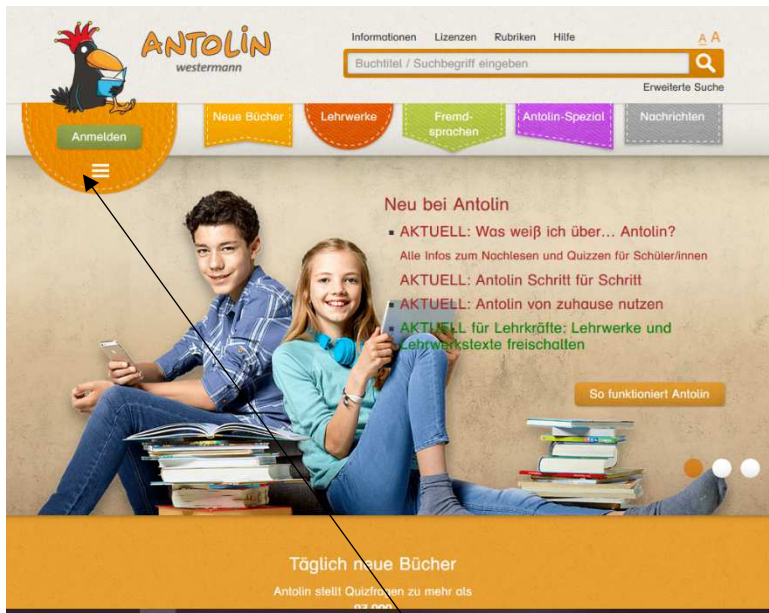 ANTOLIN
westermann
Informationen Lizenzen Rubriken Hilfe A A
Buchtitel / Suchbegriff eingeben
Erweiterte Suche
Anmelden
Neue Bücher
Lehrwerke
Fremd-
sprachen
Antolin-Spezial
Nachrichten
Neu bei Antolin
AKTUELL: Was weiß ich über... Antolin?
Alle Infos zum Nachlesen und Quizzen für Schüler/innen
AKTUELL: Antolin Schritt für Schritt
AKTUELL: Antolin von zuhause nutzen
AKTUELL für Lehrkräfte: Lehrwerke und
Lehrwerkstexte freischalten
So funktioniert Antolin
Täglich neue Bücher
Antolin stellt Quizfragen zu mehr als